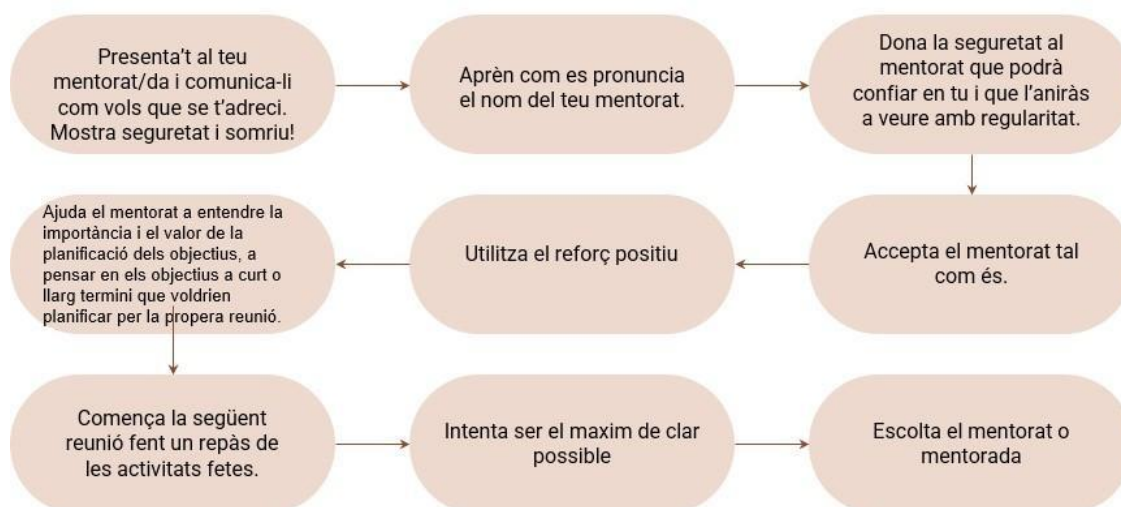 Presenta't al teu
mentorat/da i comunica-li
com vols que se t'adreci.
Mostra seguretat i somriu!
Aprèn com es pronuncia
el nom del teu mentorat.
Dona la seguretat al
mentorat que podrà
confiar en tu i que l'aniràs
a veure amb regularitat.
Accepta el mentorat tal
com és.
Utilitza el reforç positiu
Ajuda el mentorat a entendre la
importància i el valor de la
planificació dels objectius, a
pensar en els objectius a curt o
llarg termini que voldrien
planificar per la propera reunió.
Comença la següent
reunió fent un repàs de
les activitats fetes.
Intenta ser el maxim de clar
possible
Escolta el mentorat o
mentorada